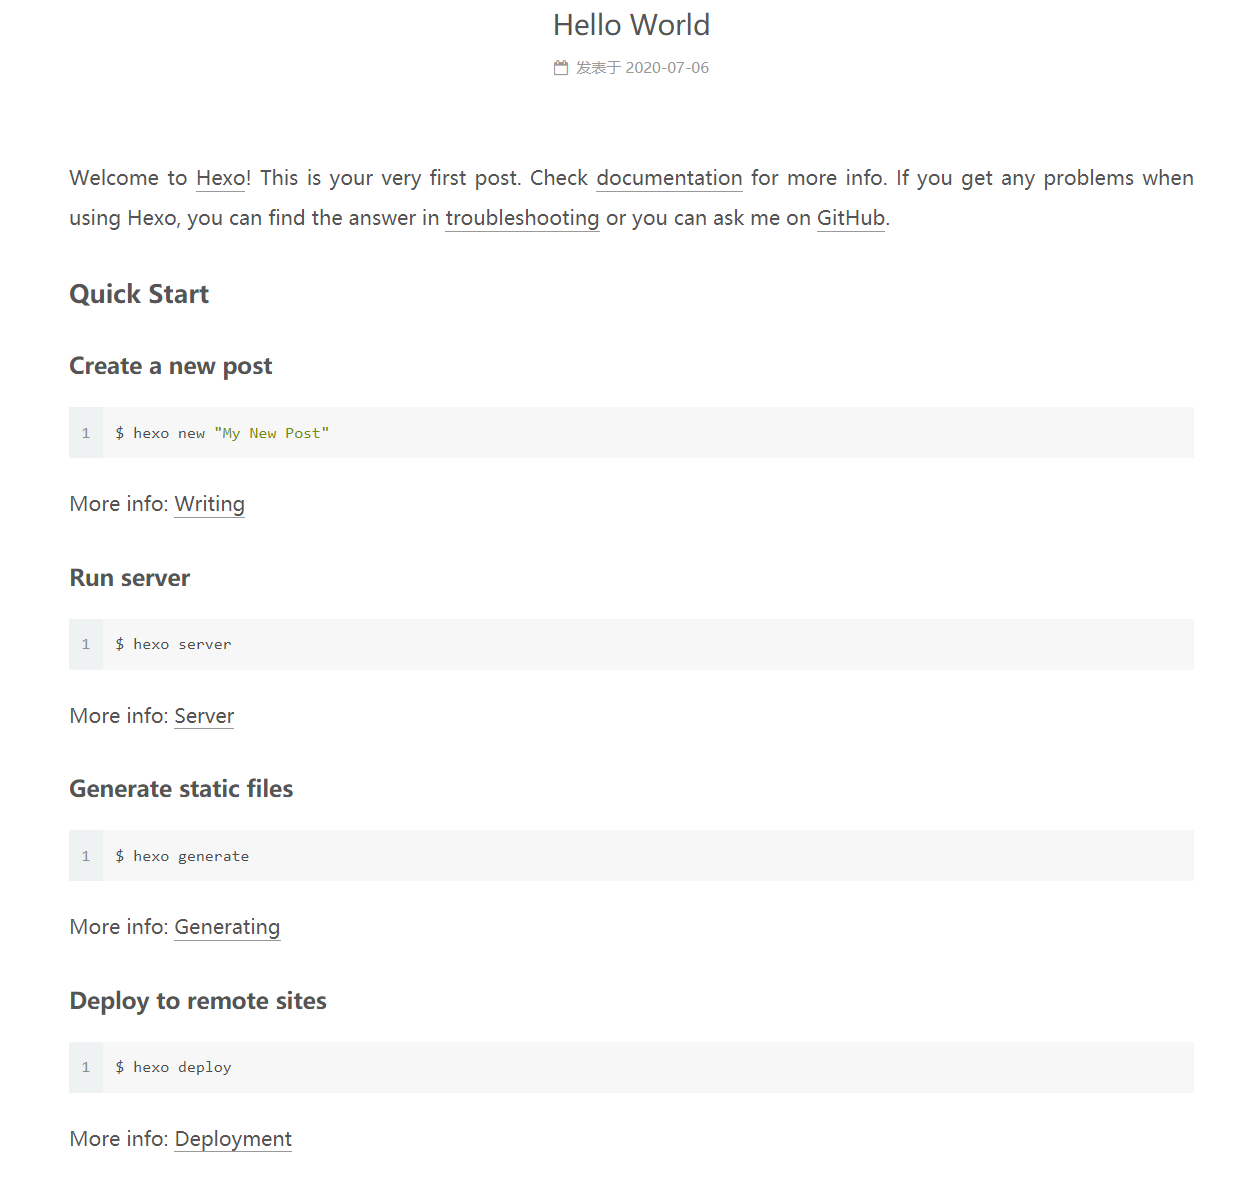 Hello World
发表于 2020-07-06
Welcome to Hexo! This is your very first post. Check documentation for more info. If you get any problems when
using Hexo, you can find the answer in troubleshooting or you can ask me on GitHub.
Quick Start
Create a new post
1 $ hexo new "My New Post"
More info: Writing
Run server
1 $ hexo server
More info: Server
Generate static files
1 $ hexo generate
More info: Generating
Deploy to remote sites
1 $ hexo deploy
More info: Deployment